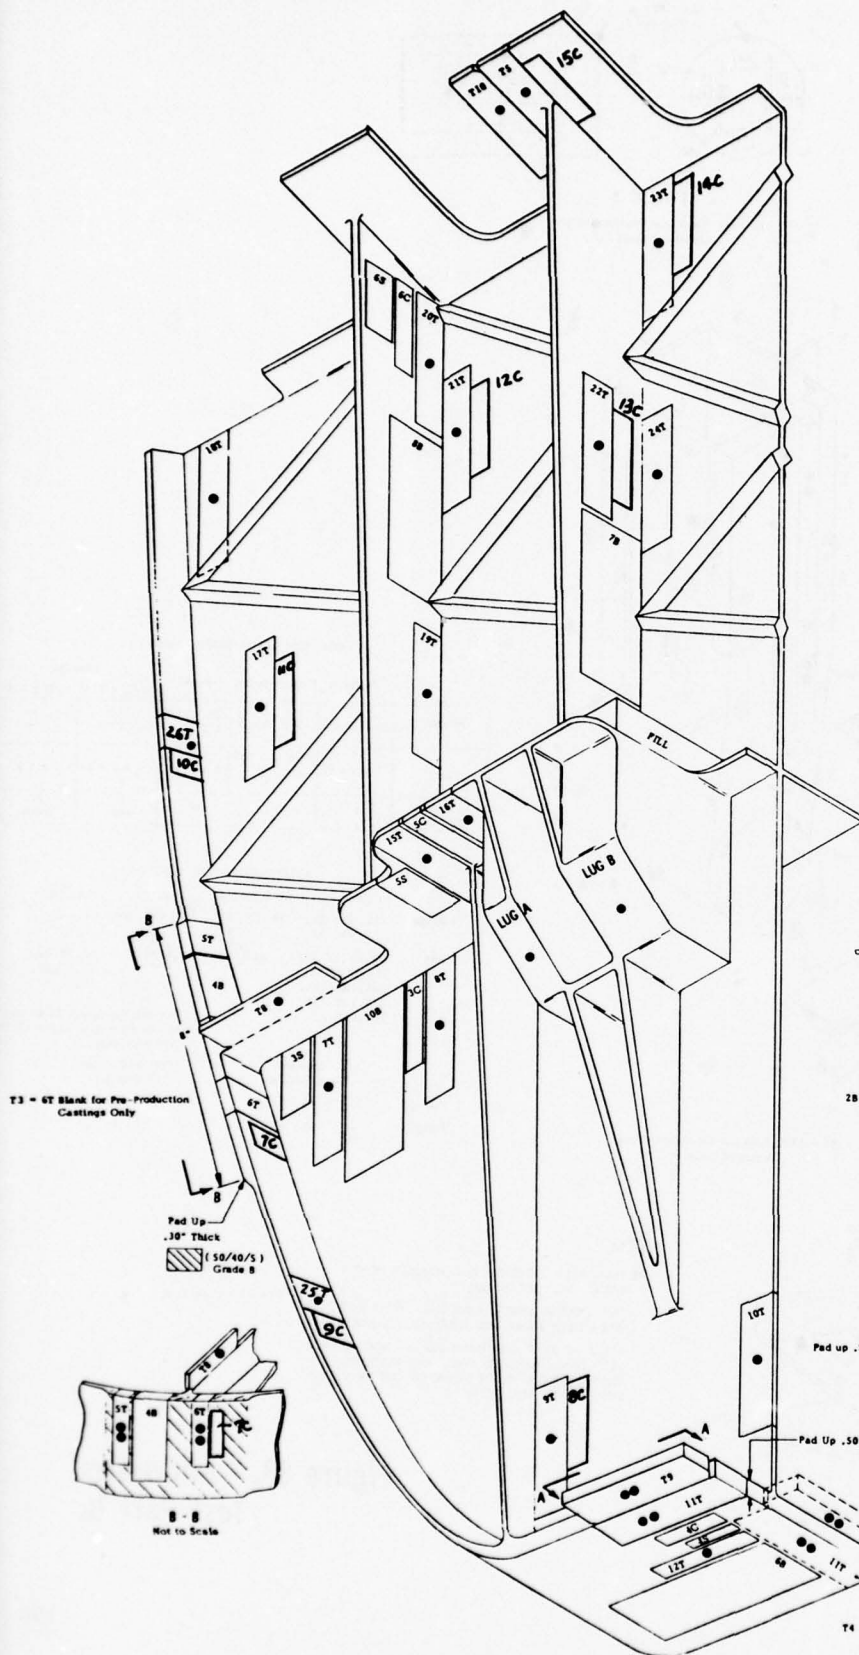 15C
T5
T10
14C
23T
6S
6C
20T
12C
21T
22T
13C
24T
8B
18T
7B
19T
17T
11C
26T
10C
FILL
16T
5C
15T
5S
LUG B
LUG A
B
5T
4B
8"
T8
3S
7T
10B
3C
8T
T3 = 6T Blank for Pre-Production
Castings Only
6T
7C
2B
B
Pad Up
.30" Thick
(50/40/5)
Grade B
25T
9C
10T
Pad up .
T8
5T
4B
6T
7C
9T
8C
A
Pad Up .50
A
T9
11T
4C
4S
12T
6B
11T
B - B
Not to Scale
T4